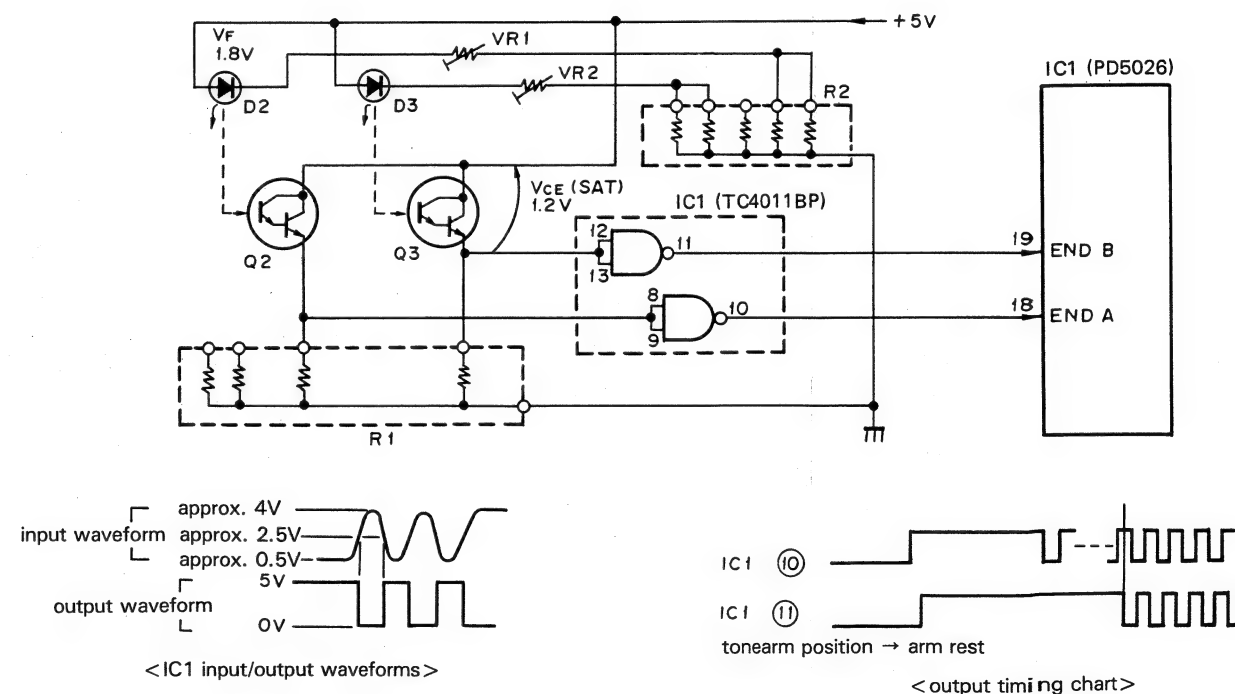 +5V
VF
1.8V
VR1
VR2
IC1 (PD5026)
R2
D2
D3
VCE (SAT)
1.2V
IC1 (TC4011BP)
12
11
13
19
END B
Q2
Q3
8
10
9
18
END A
R1
input waveform
approx. 4V
approx. 2.5V
approx. 0.5V
output waveform
5V
0V
<IC1 input/output waveforms>
IC1 ⑩
IC1 ⑪
tonearm position → arm rest
<output timing chart>